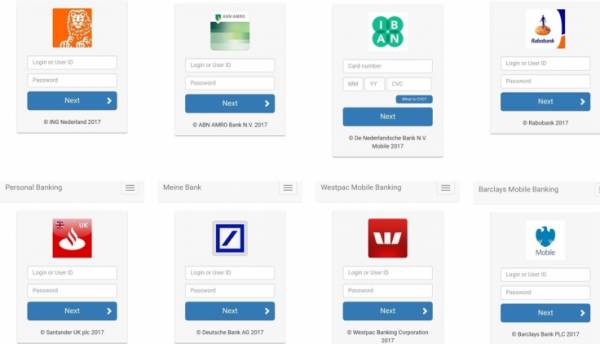 ABN AMRO
IBAN
Rabobank
Login or User ID
Password
Next
© ING Nederland 2017
Login or User ID
Password
Next
© ABN AMRO Bank N.V. 2017
Card number
MM YY CVC
What is CVC?
Next
© De Nederlandsche Bank N.V.
Mobile 2017
Login or User ID
Password
Next
© Rabobank 2017
Personal Banking
Meine Bank
Westpac Mobile Banking
Barclays Mobile Banking
UK
Login or User ID
Password
Next
© Santander UK plc 2017
Login or User ID
Password
Next
© Deutsche Bank AG 2017
Login or User ID
Password
Next
© Westpac Banking Corporation
2017
Mobile
Login or User ID
Password
Next
© Barclays Bank PLC 2017